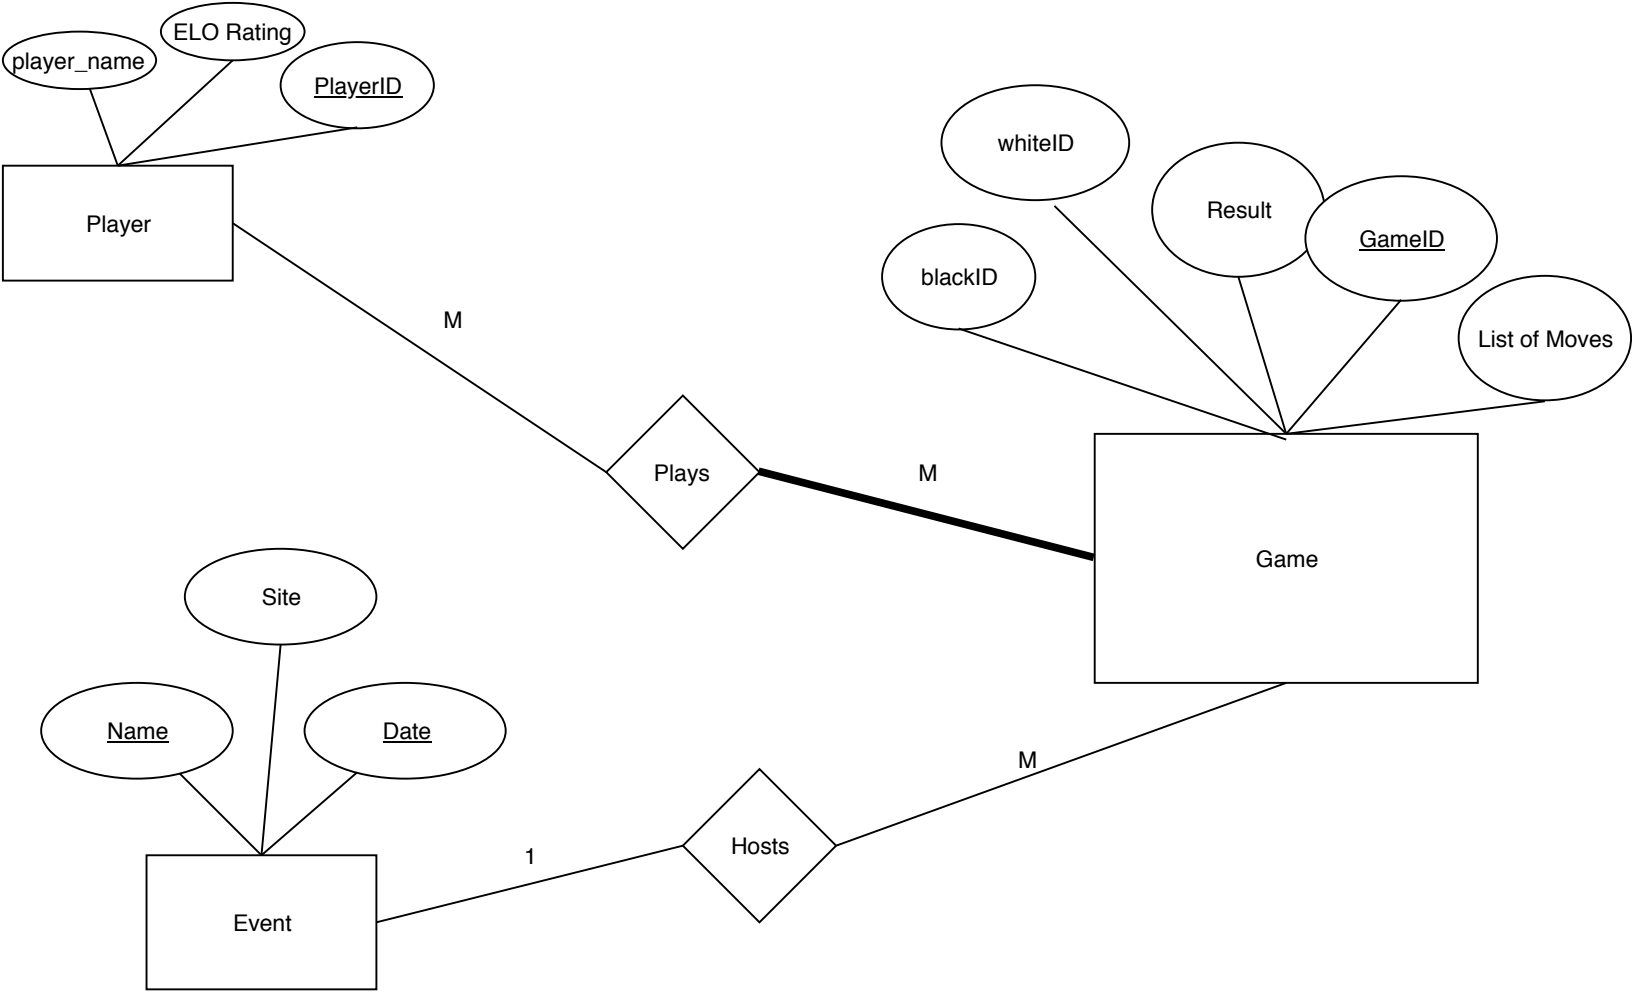 ELO Rating
player_name
PlayerID
Player
whiteID
Result
GameID
blackID
List of Moves
M
Plays
M
Game
Site
Name
Date
M
Hosts
1
Event